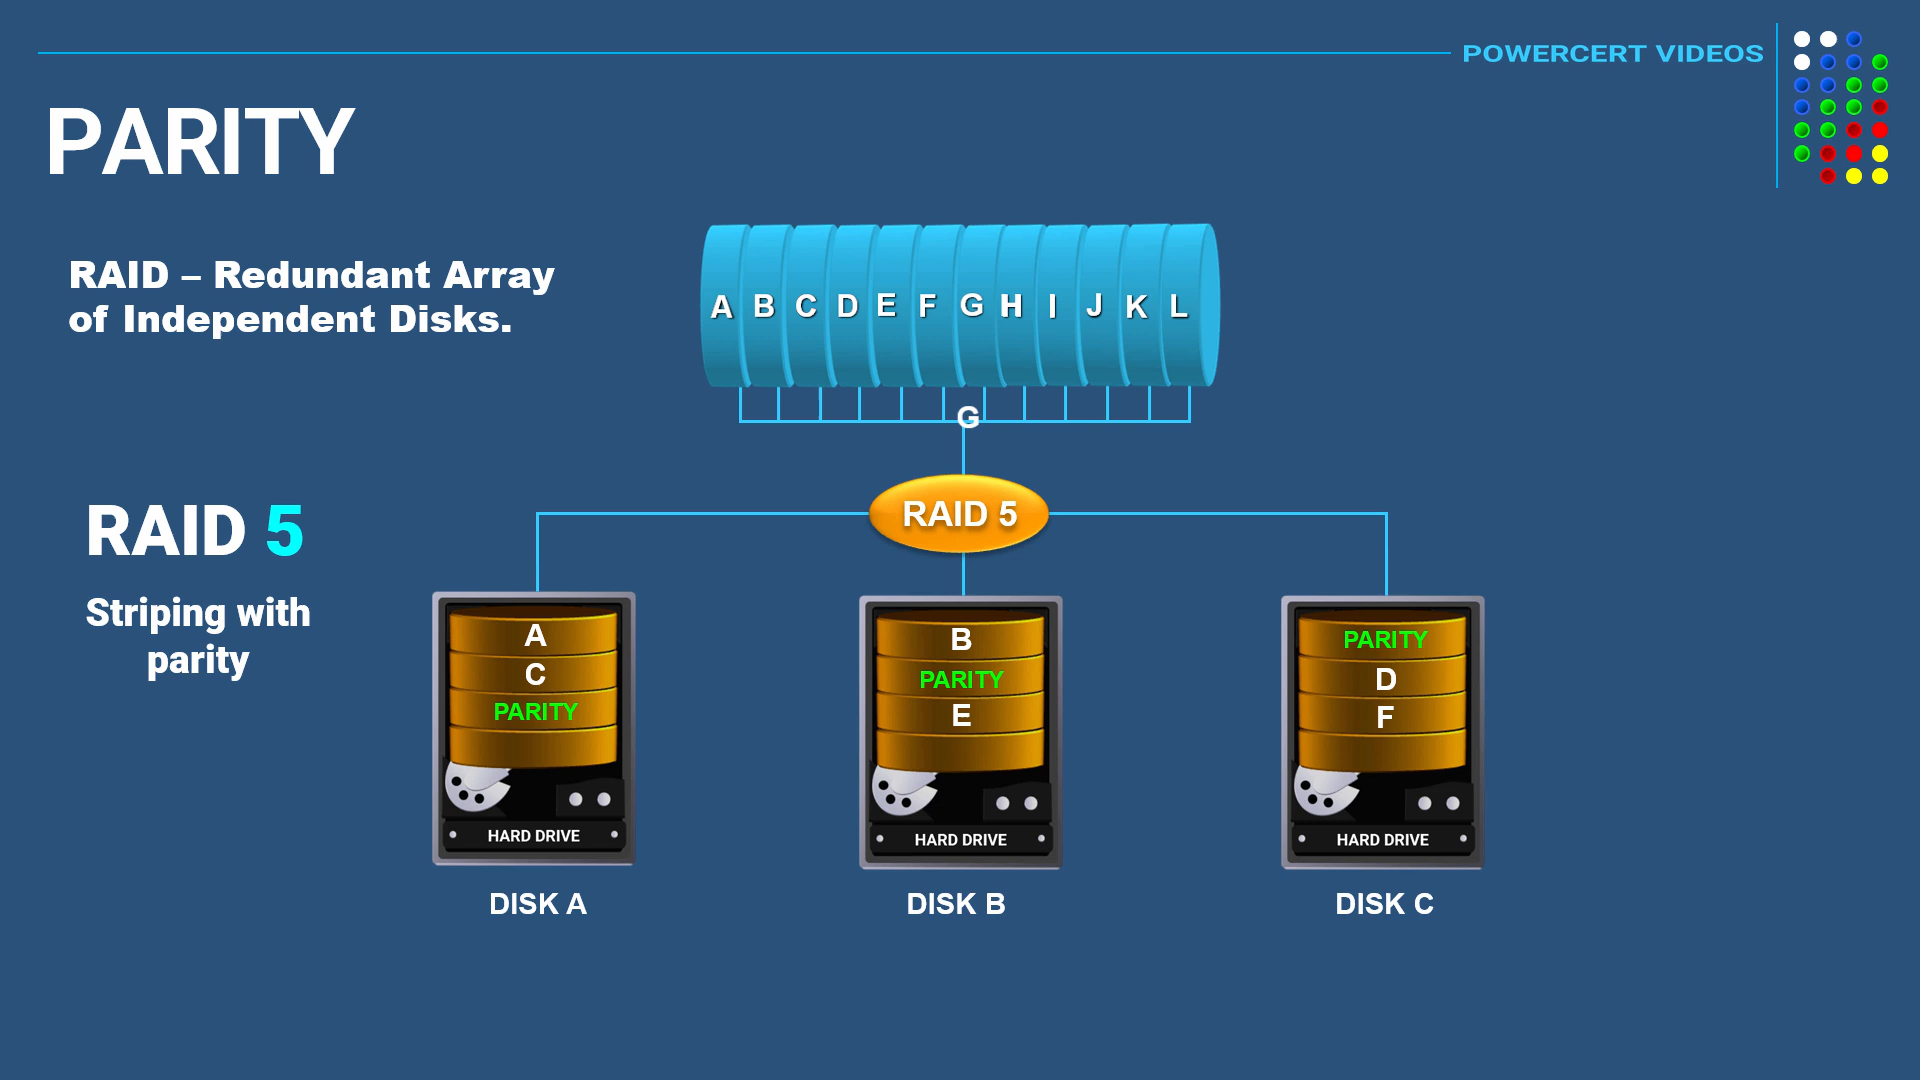 POWERCERT VIDEOS
PARITY
RAID – Redundant Array
of Independent Disks.
A B C D E F G H I J K L
G
RAID 5
RAID 5
Striping with
parity
A
C
PARITY
HARD DRIVE
DISK A
B
PARITY
E
HARD DRIVE
DISK B
PARITY
D
F
HARD DRIVE
DISK C